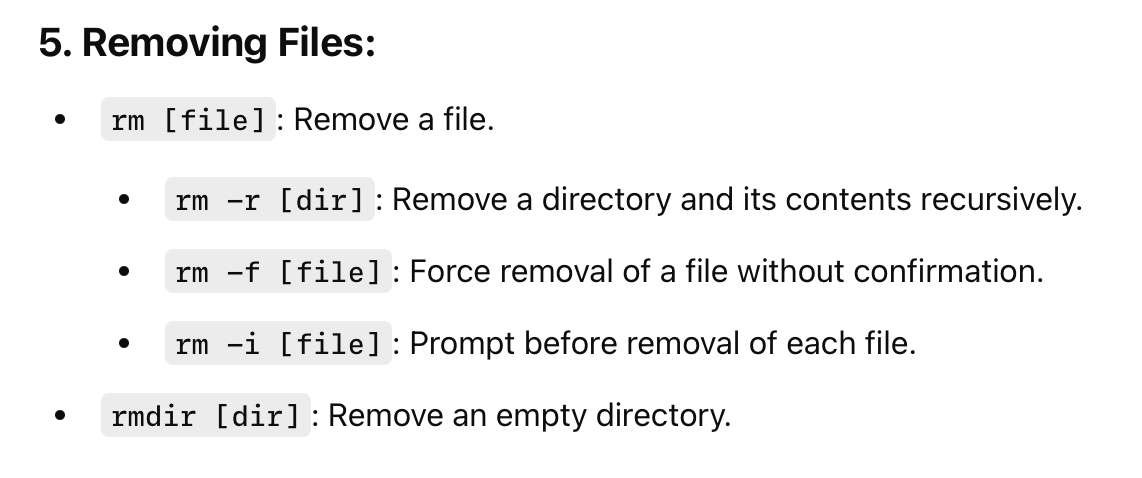 5. Removing Files:
• rm [file]: Remove a file.
• rm -r [dir]: Remove a directory and its contents recursively.
• rm -f [file]: Force removal of a file without confirmation.
• rm -i [file]: Prompt before removal of each file.
• rmdir [dir]: Remove an empty directory.